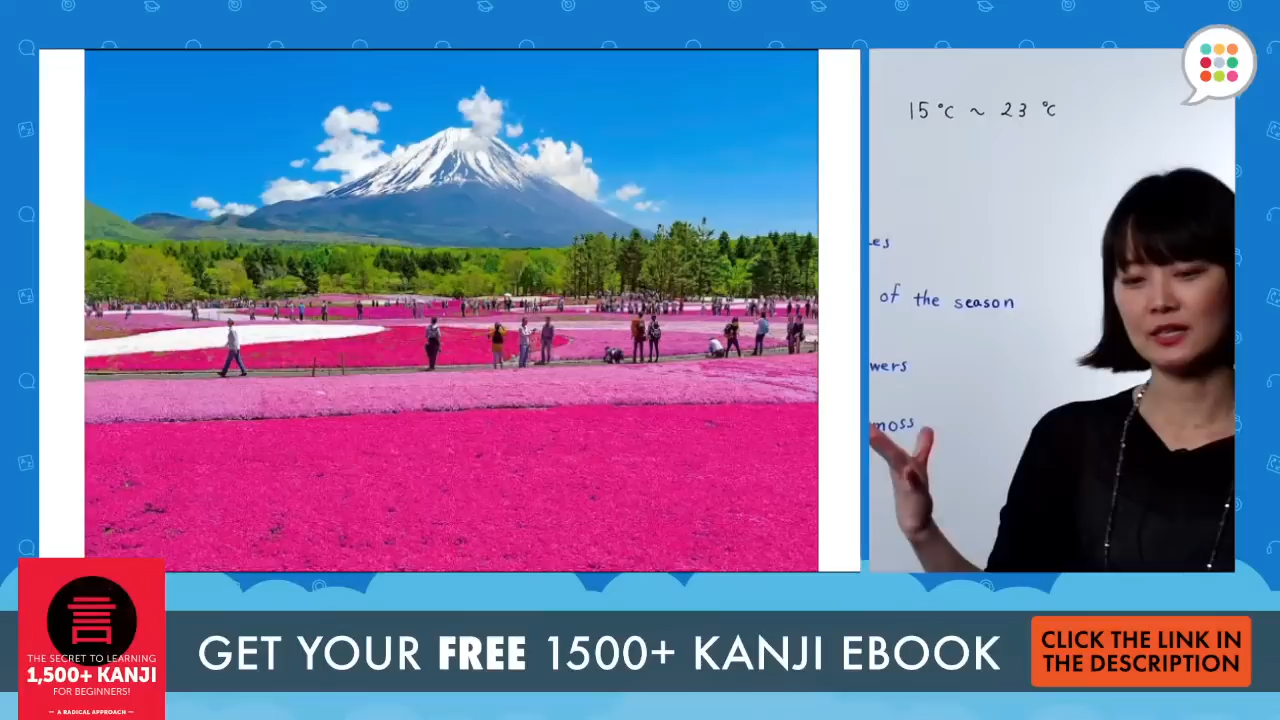 15℃ ~ 23 ℃
es
of the season
wers
moss
言
THE SECRET TO LEARNING
1,500+ KANJI
FOR BEGINNERS!
— A RADICAL APPROACH —
GET YOUR FREE 1500+ KANJI EBOOK
CLICK THE LINK IN
THE DESCRIPTION